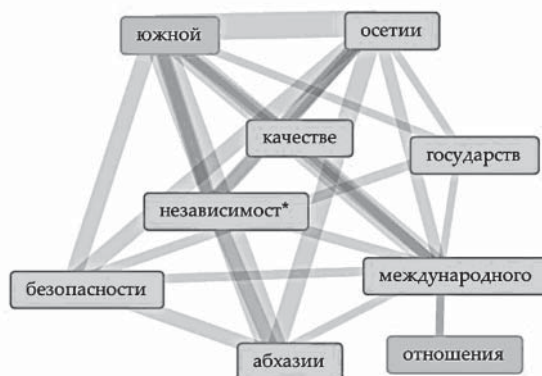 южной
осетии
качестве
государств
независимост*
безопасности
международного
абхазии
отношения